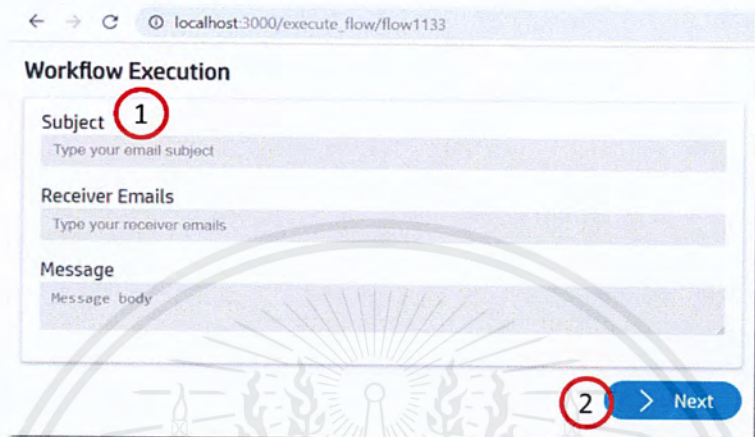 localhost:3000/execute_flow/flow1133
Workflow Execution
Subject 1
Type your email subject
Receiver Emails
Type your receiver emails
Message
Message body
2 > Next